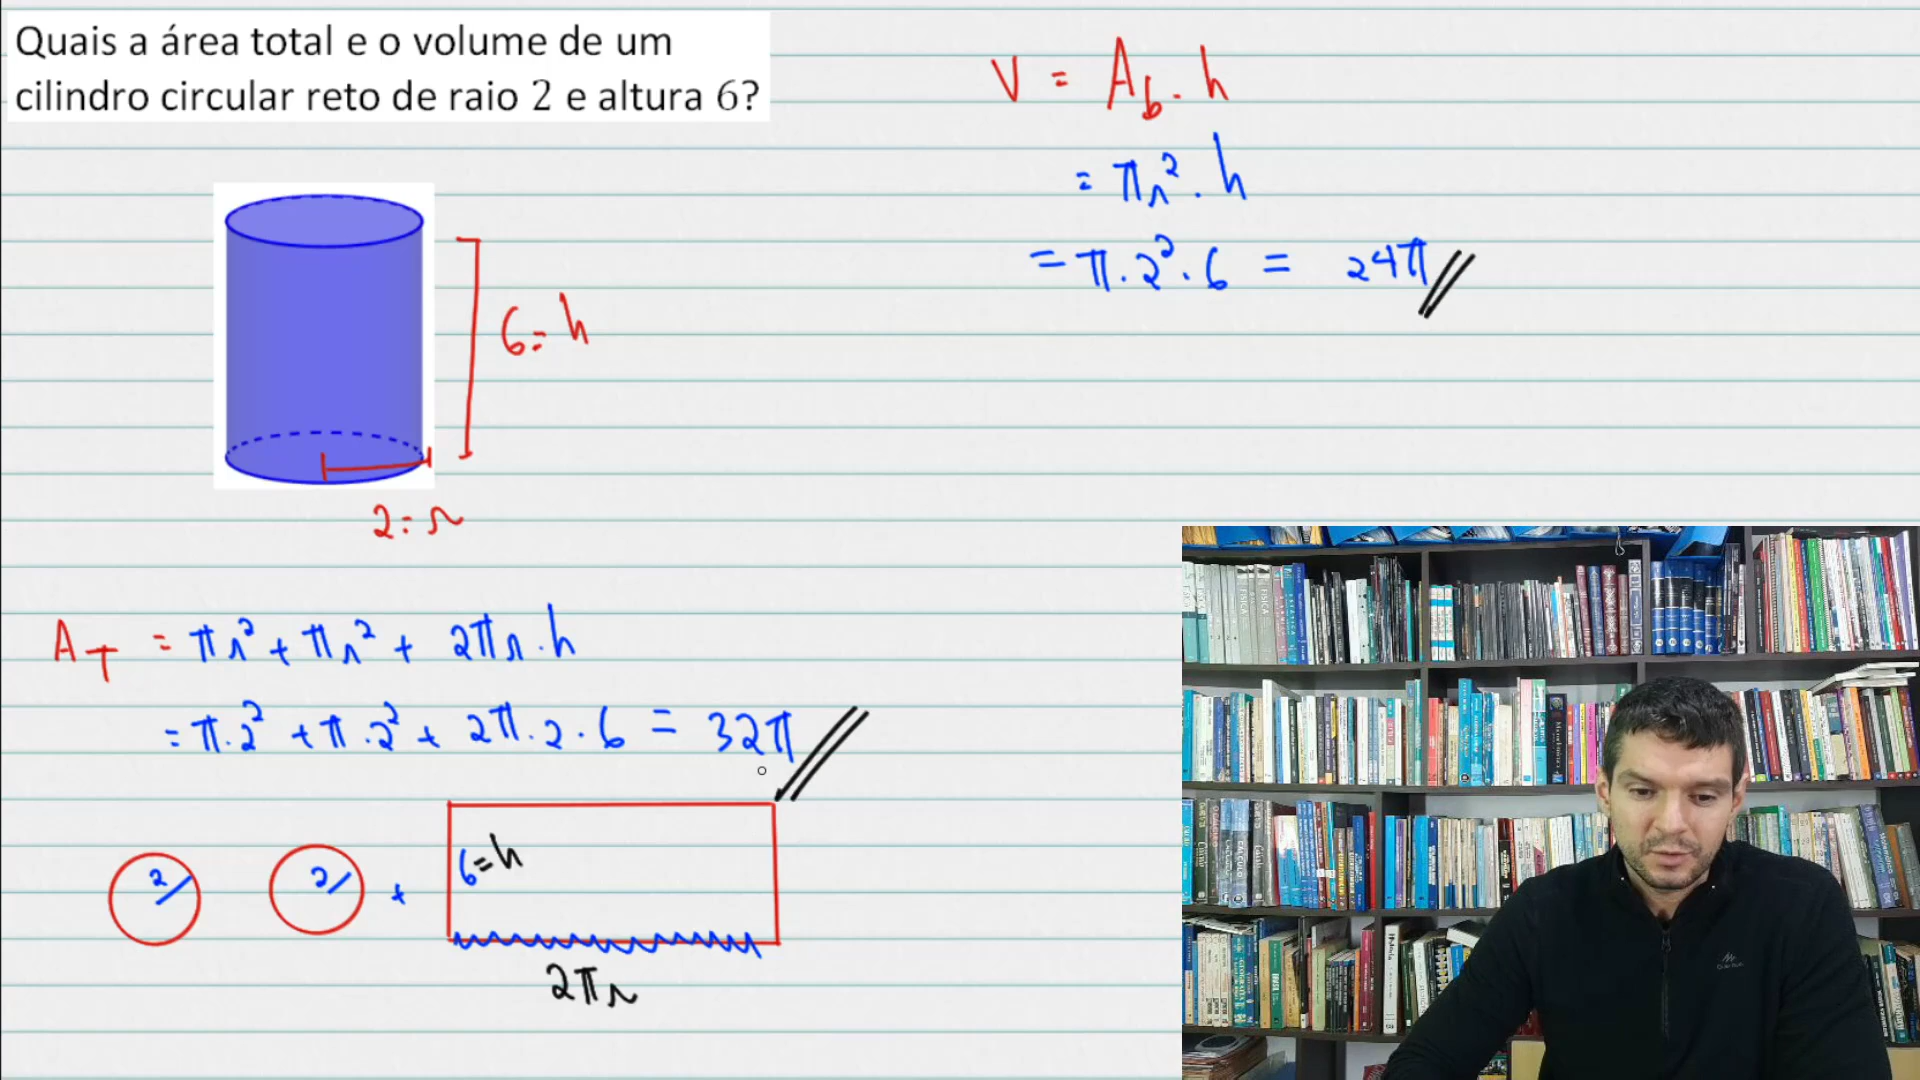 Quais a área total e o volume de um
cilindro circular reto de raio 2 e altura 6?
V = A_b . h
= πr² . h
= π . 2² . 6 = 24π
6 = h
2 = r
A_T = πr² + πr² + 2πr . h
= π . 2² + π . 2² + 2π . 2 . 6 = 32π
2 2 + 6 = h
2πr